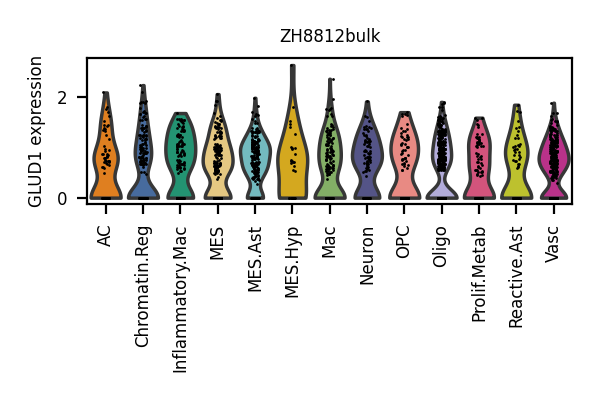 ZH8812bulk
GLUD1 expression
2
0
AC
Chromatin.Reg
Inflammatory.Mac
MES
MES.Ast
MES.Hyp
Mac
Neuron
OPC
Oligo
Prolif.Metab
Reactive.Ast
Vasc